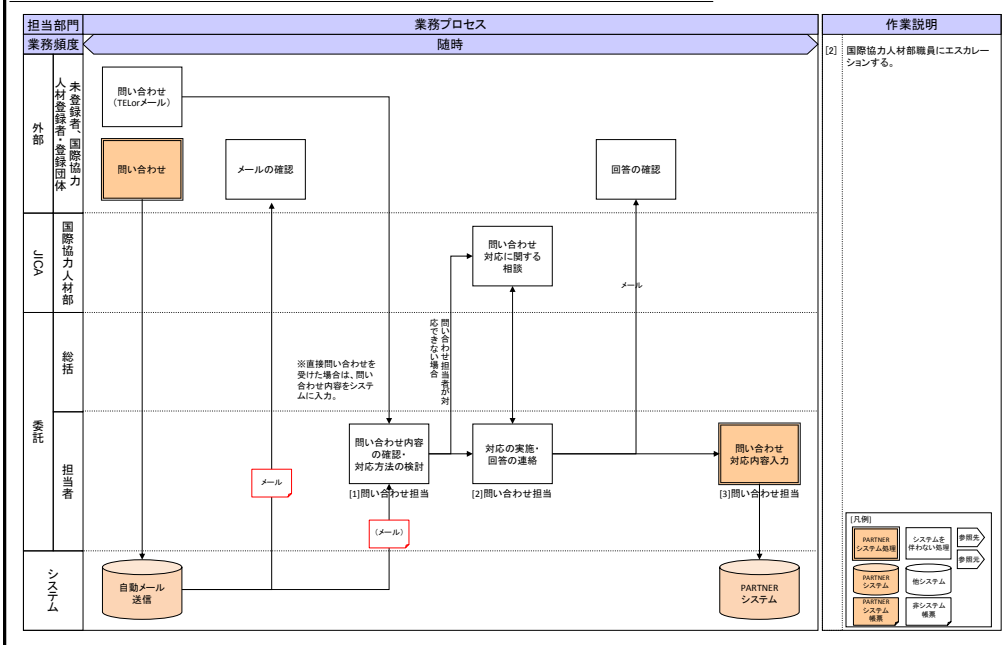 担当部門
業務プロセス
作業説明
業務頻度
随時
[2] 国際協力人材部職員にエスカレー
ションする。
外部
未登録者、国際協力
人材登録者・登録団体
問い合わせ
（TELorメール）
問い合わせ
メールの確認
回答の確認
JICA
国際協力人材部
問い合わせ
対応に関する
相談
メール
委託
総括
※直接問い合わせを
受けた場合は、問い
合わせ内容をシステ
ムに入力。
問い合わせ担当者が対
応できない場合
担当者
問い合わせ内容
の確認・
対応方法の検討
[1]問い合わせ担当
対応の実施・
回答の連絡
[2]問い合わせ担当
問い合わせ
対応内容入力
[3]問い合わせ担当
メール
（メール）
システム
自動メール
送信
PARTNER
システム
[凡例]
PARTNER
システム処理
システムを
伴わない処理
参照先
参照元
PARTNER
システム
他システム
PARTNER
システム
帳票
非システム
帳票